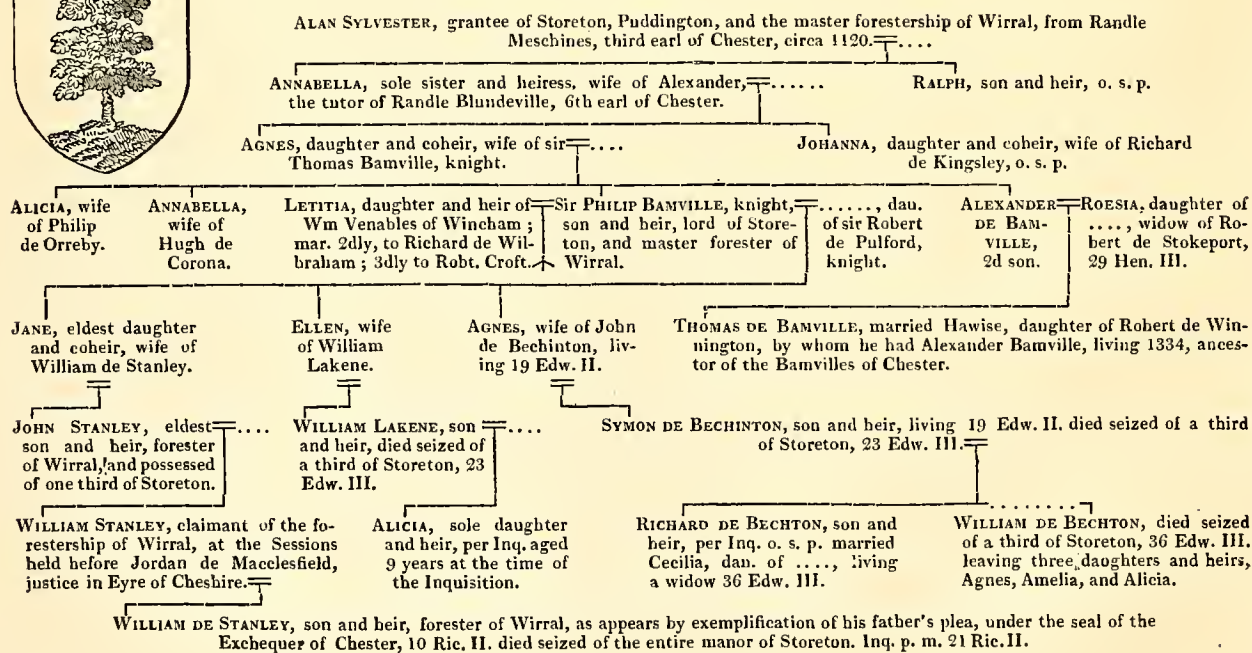 ALAN SYLVESTER, grantee of Storeton, Puddington, and the master forestership of Wirral, from Randle
Meschines, third earl of Chester, circa 1120.=....
ANNABELLA, sole sister and heiress, wife of Alexander,=......
the tutor of Randle Blundeville, 6th earl of Chester.
RALPH, son and heir, o. s. p.
AGNES, daughter and coheir, wife of sir=....
Thomas Bamville, knight.
JOHANNA, daughter and coheir, wife of Richard
de Kingsley, o. s. p.
ALICIA, wife
of Philip
de Orreby.
ANNABELLA,
wife of
Hugh de
Corona.
LETITIA, daughter and heir of=
Wm Venables of Wincham ;
mar. 2dly, to Richard de Wil-
braham ; 3dly to Robt. Croft.
Sir PHILIP BAMVILLE, knight,=
son and heir, lord of Store-
ton, and master forester of
Wirral.
......, dau.
of sir Robert
de Pulford,
knight.
ALEXANDER=
DE BAM-
VILLE,
2d son.
ROESIA, daughter of
...., widow of Ro-
bert de Stokeport,
29 Hen. III.
JANE, eldest daughter
and coheir, wife of
William de Stanley.
=
ELLEN, wife
of William
Lakene.
=
AGNES, wife of John
de Bechinton, liv-
ing 19 Edw. II.
=
THOMAS DE BAMVILLE, married Hawise, daughter of Robert de Win-
nington, by whom he had Alexander Bamville, living 1334, ances-
tor of the Bamvilles of Chester.
JOHN STANLEY, eldest=....
son and heir, forester
of Wirral, and possessed
of one third of Storeton.
WILLIAM LAKENE, son=....
and heir, died seized of
a third of Storeton, 23
Edw. III.
SYMON DE BECHINTON, son and heir, living 19 Edw. II. died seized of a third
of Storeton, 23 Edw. III.=
WILLIAM STANLEY, claimant of the fo-
restership of Wirral, at the Sessions
held before Jordan de Macclesfield,
justice in Eyre of Cheshire.=
ALICIA, sole daughter
and heir, per Inq. aged
9 years at the time of
the Inquisition.
RICHARD DE BECHTON, son and
heir, per Inq. o. s. p. married
Cecilia, dau. of ...., living
a widow 36 Edw. III.
........
WILLIAM DE BECHTON, died seized
of a third of Storeton, 36 Edw. III.
leaving three daughters and heirs,
Agnes, Amelia, and Alicia.
WILLIAM DE STANLEY, son and heir, forester of Wirral, as appears by exemplification of his father's plea, under the seal of the
Exchequer of Chester, 10 Ric. II. died seized of the entire manor of Storeton. Inq. p. m. 21 Ric. II.